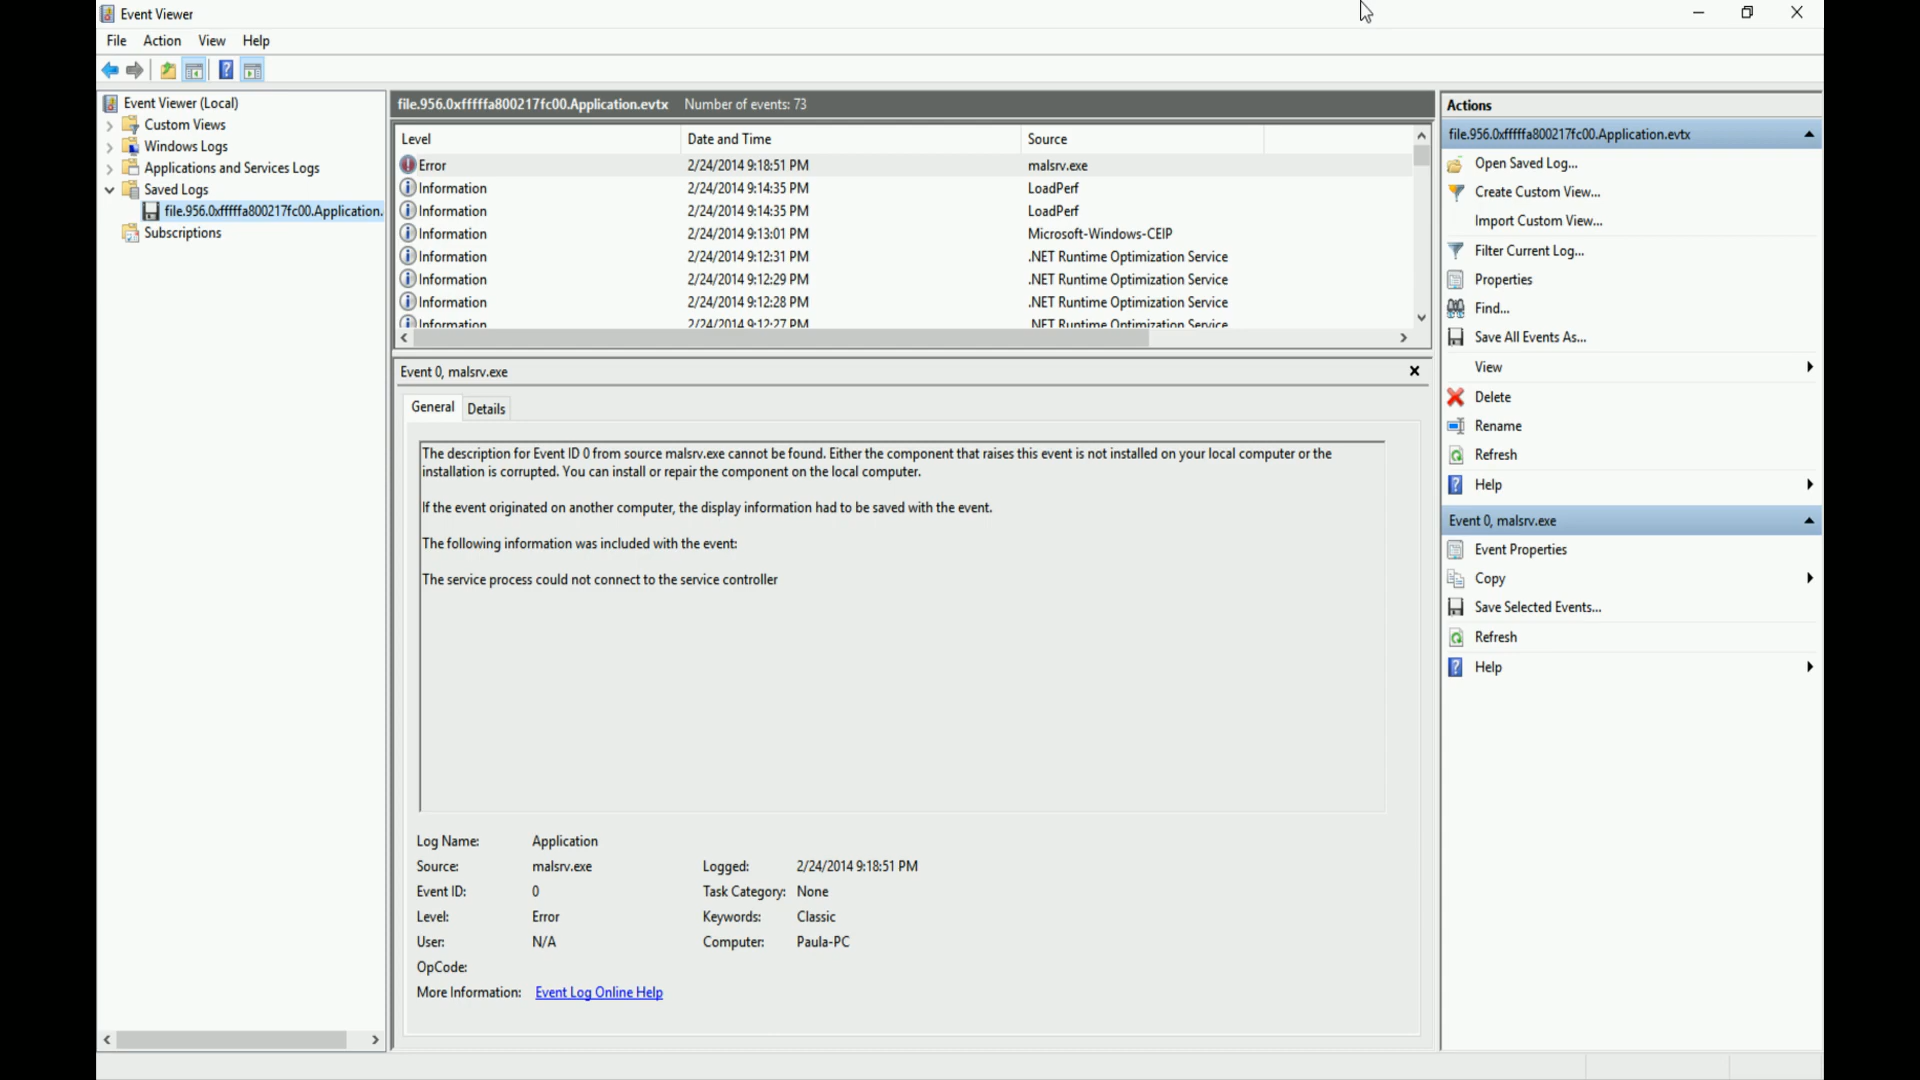 Event Viewer
File Action View Help
Event Viewer (Local)
Custom Views
Windows Logs
Applications and Services Logs
Saved Logs
file.956.0xfffffa800217fc00.Application.
Subscriptions
file.956.0xfffffa800217fc00.Application.evtx Number of events: 73
Level Date and Time Source
Error 2/24/2014 9:18:51 PM malsrv.exe
Information 2/24/2014 9:14:35 PM LoadPerf
Information 2/24/2014 9:14:35 PM LoadPerf
Information 2/24/2014 9:13:01 PM Microsoft-Windows-CEIP
Information 2/24/2014 9:12:31 PM .NET Runtime Optimization Service
Information 2/24/2014 9:12:29 PM .NET Runtime Optimization Service
Information 2/24/2014 9:12:28 PM .NET Runtime Optimization Service
Information 2/24/2014 9:12:27 PM .NET Runtime Optimization Service
Event 0, malsrv.exe
General Details
The description for Event ID 0 from source malsrv.exe cannot be found. Either the component that raises this event is not installed on your local computer or the
installation is corrupted. You can install or repair the component on the local computer.
If the event originated on another computer, the display information had to be saved with the event.
The following information was included with the event:
The service process could not connect to the service controller
Log Name: Application
Source: malsrv.exe Logged: 2/24/2014 9:18:51 PM
Event ID: 0 Task Category: None
Level: Error Keywords: Classic
User: N/A Computer: Paula-PC
OpCode:
More Information: Event Log Online Help
Actions
file.956.0xfffffa800217fc00.Application.evtx
Open Saved Log...
Create Custom View...
Import Custom View...
Filter Current Log...
Properties
Find...
Save All Events As...
View
Delete
Rename
Refresh
Help
Event 0, malsrv.exe
Event Properties
Copy
Save Selected Events...
Refresh
Help